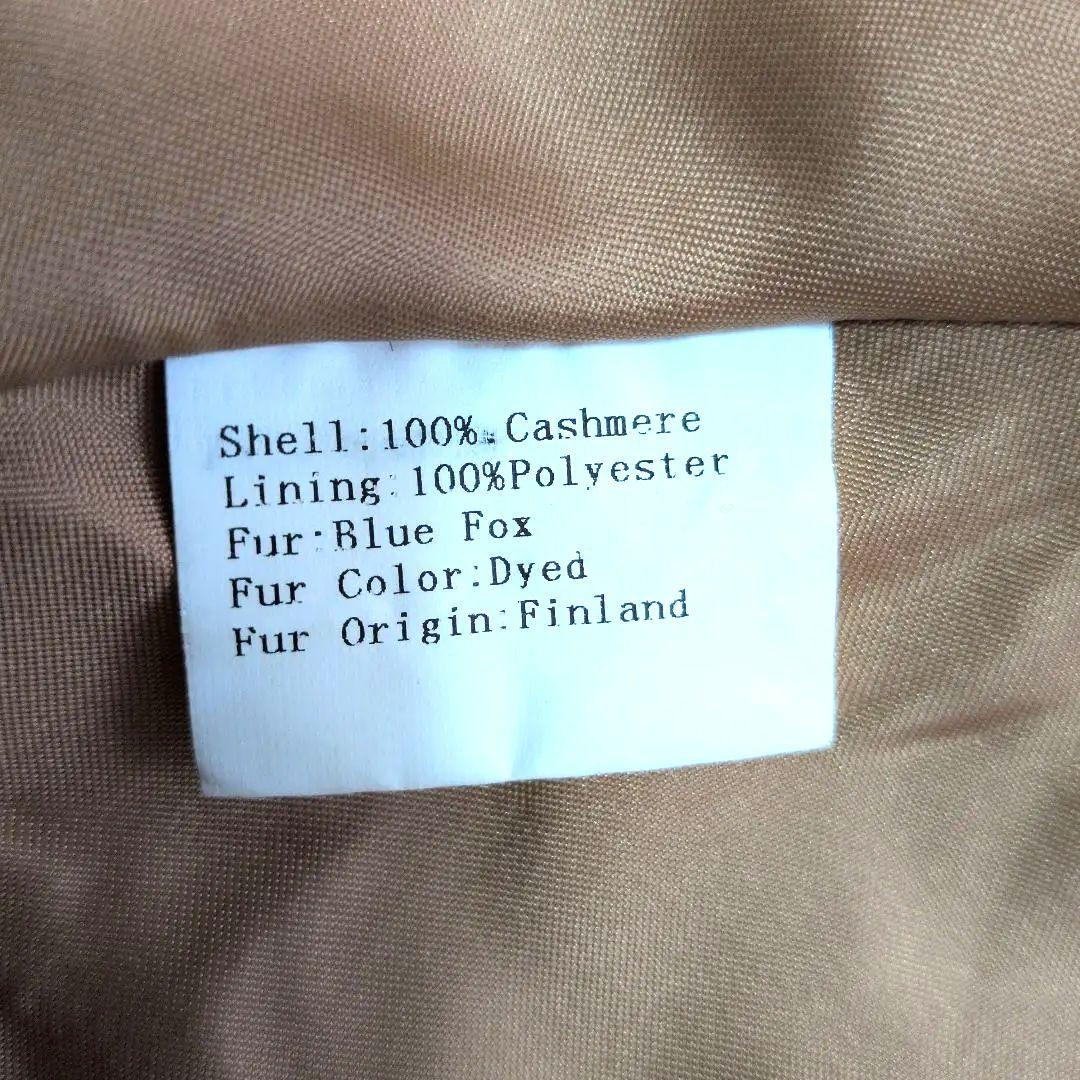 Shell:100% Cashmere
Lining:100%Polyester
Fur:Blue Fox
Fur Color:Dyed
Fur Origin:Finland